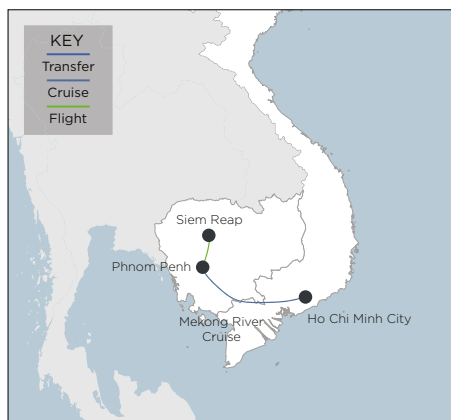 KEY
Transfer
Cruise
Flight
Siem Reap
Phnom Penh
Mekong River
Cruise
Ho Chi Minh City